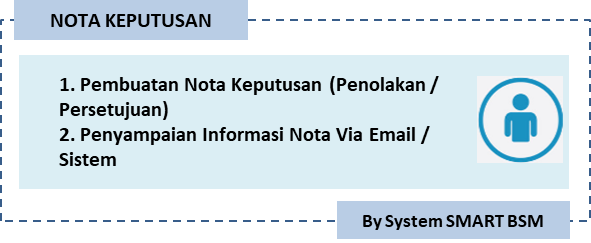 NOTA KEPUTUSAN
1. Pembuatan Nota Keputusan (Penolakan /
Persetujuan)
2. Penyampaian Informasi Nota Via Email /
Sistem
By System SMART BSM